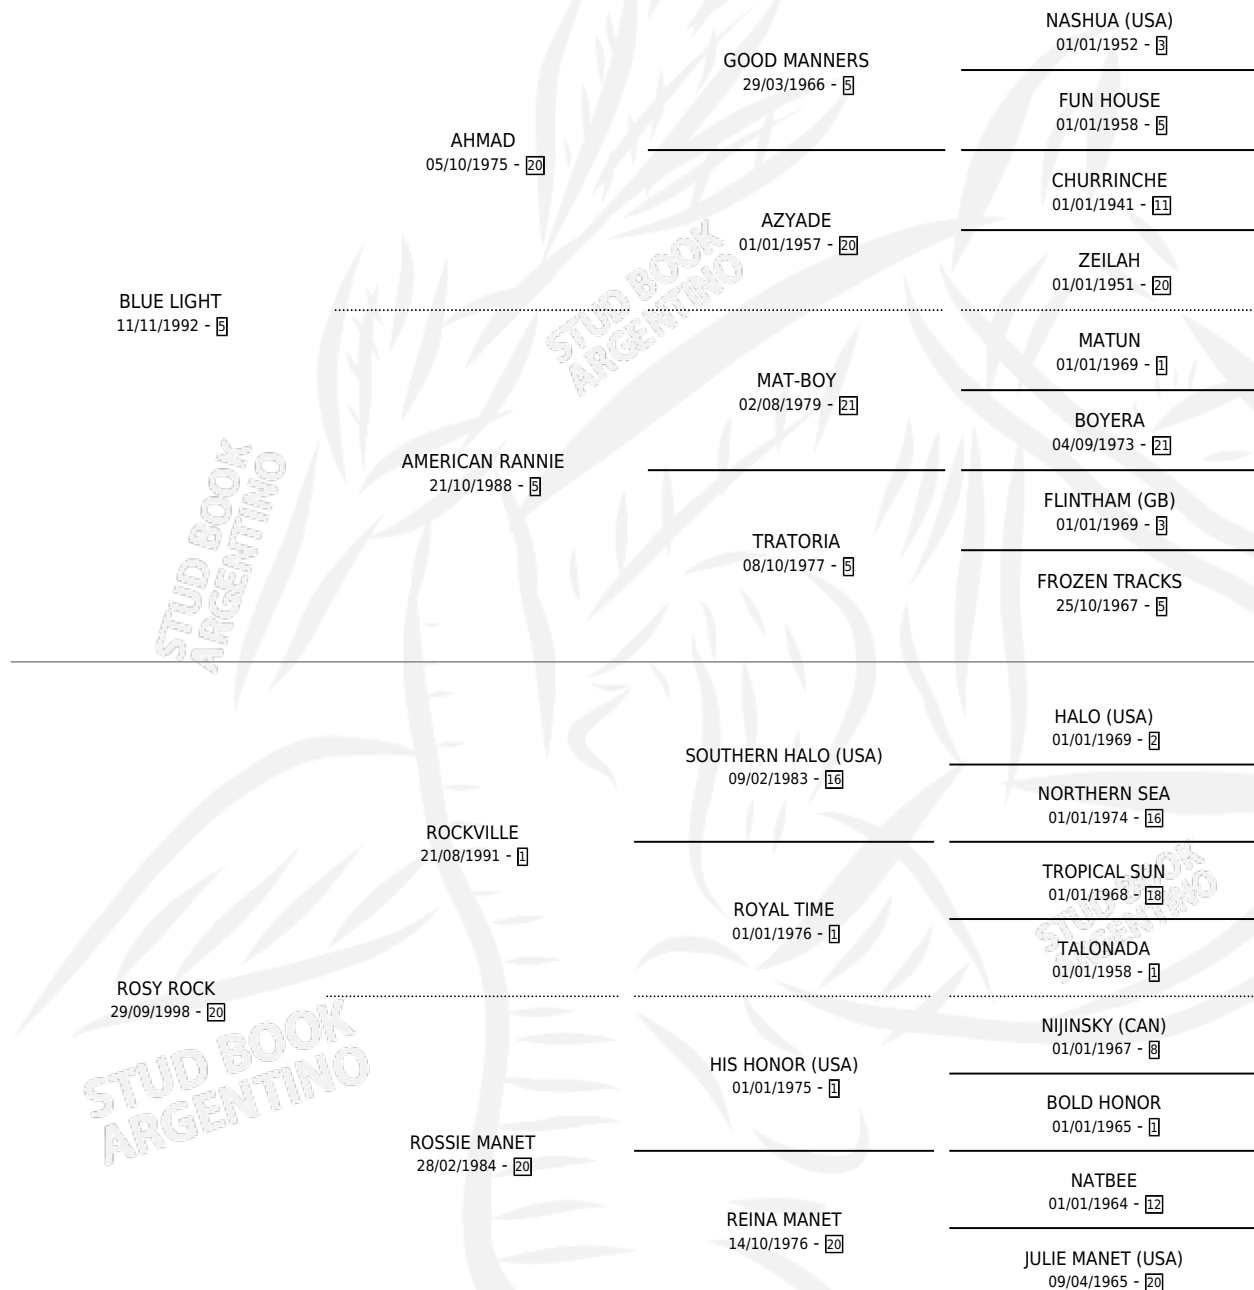 NASHUA (USA)
01/01/1952 - 3
GOOD MANNERS
29/03/1966 - 5
FUN HOUSE
01/01/1958 - 5
AHMAD
05/10/1975 - 20
CHURRINCHE
01/01/1941 - 11
AZYADE
01/01/1957 - 20
ZEILAH
01/01/1951 - 20
BLUE LIGHT
11/11/1992 - 5
STUD BOOK
ARGENTINO
MATUN
01/01/1969 - 1
MAT-BOY
02/08/1979 - 21
BOYERA
04/09/1973 - 21
AMERICAN RANNIE
21/10/1988 - 5
FLINTHAM (GB)
01/01/1969 - 3
TRATORIA
08/10/1977 - 5
FROZEN TRACKS
25/10/1967 - 5
STUD BOOK
ARGENTINO
HALO (USA)
01/01/1969 - 2
SOUTHERN HALO (USA)
09/02/1983 - 16
NORTHERN SEA
01/01/1974 - 16
ROCKVILLE
21/08/1991 - 1
TROPICAL SUN
01/01/1968 - 18
ROYAL TIME
01/01/1976 - 1
STUD BOOK
ARGENTINO
TALONADA
01/01/1958 - 1
ROSY ROCK
29/09/1998 - 20
STUD BOOK
ARGENTINO
NIJINSKY (CAN)
01/01/1967 - 8
HIS HONOR (USA)
01/01/1975 - 1
BOLD HONOR
01/01/1965 - 1
ROSSIE MANET
28/02/1984 - 20
NATBEE
01/01/1964 - 12
REINA MANET
14/10/1976 - 20
JULIE MANET (USA)
09/04/1965 - 20